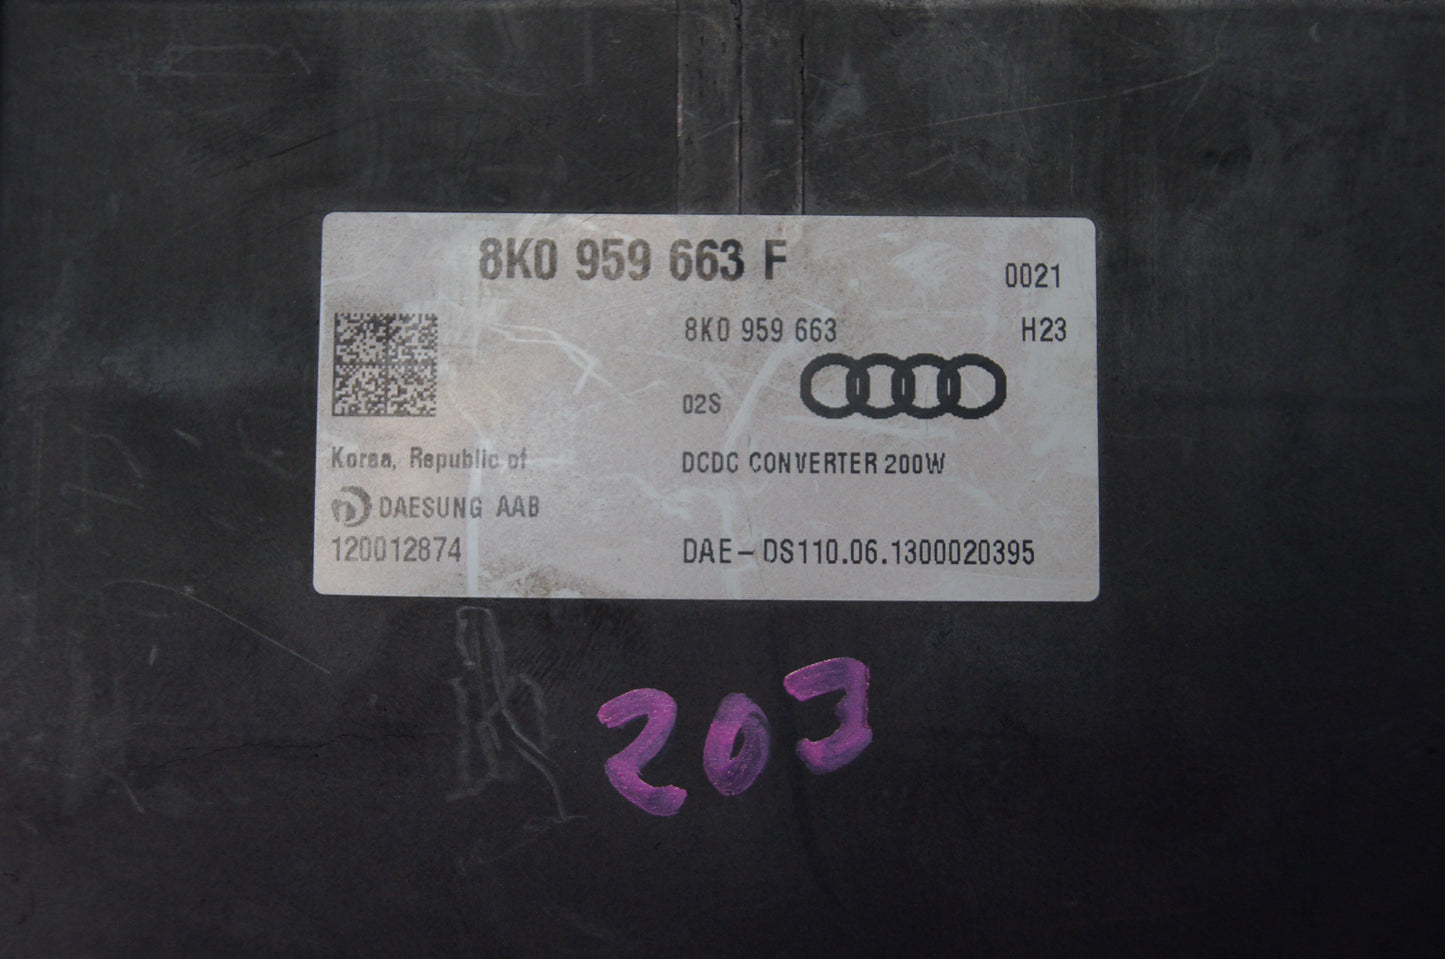 8K0 959 663 F
0021
8K0 959 663
H23
02S
Korea, Republic of
DCDC CONVERTER 200W
DAESUNG AAB
120012874
DAE-DS110.06.1300020395
203